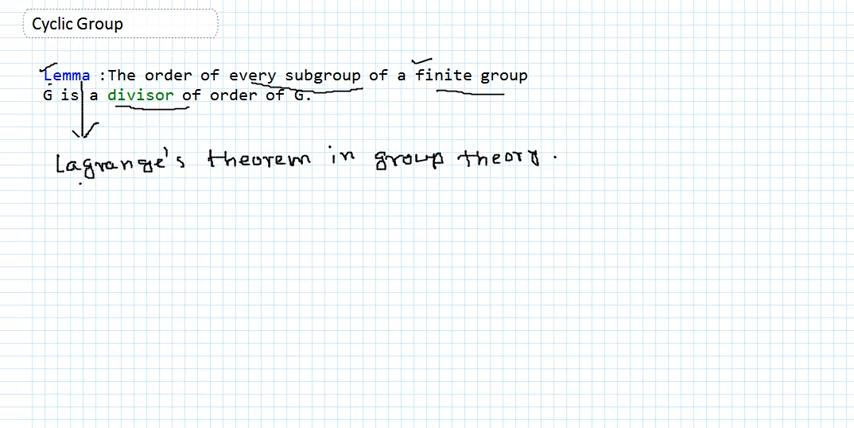 Cyclic Group
Lemma :The order of every subgroup of a finite group
G is a divisor of order of G.
Lagrange's theorem in group theory.